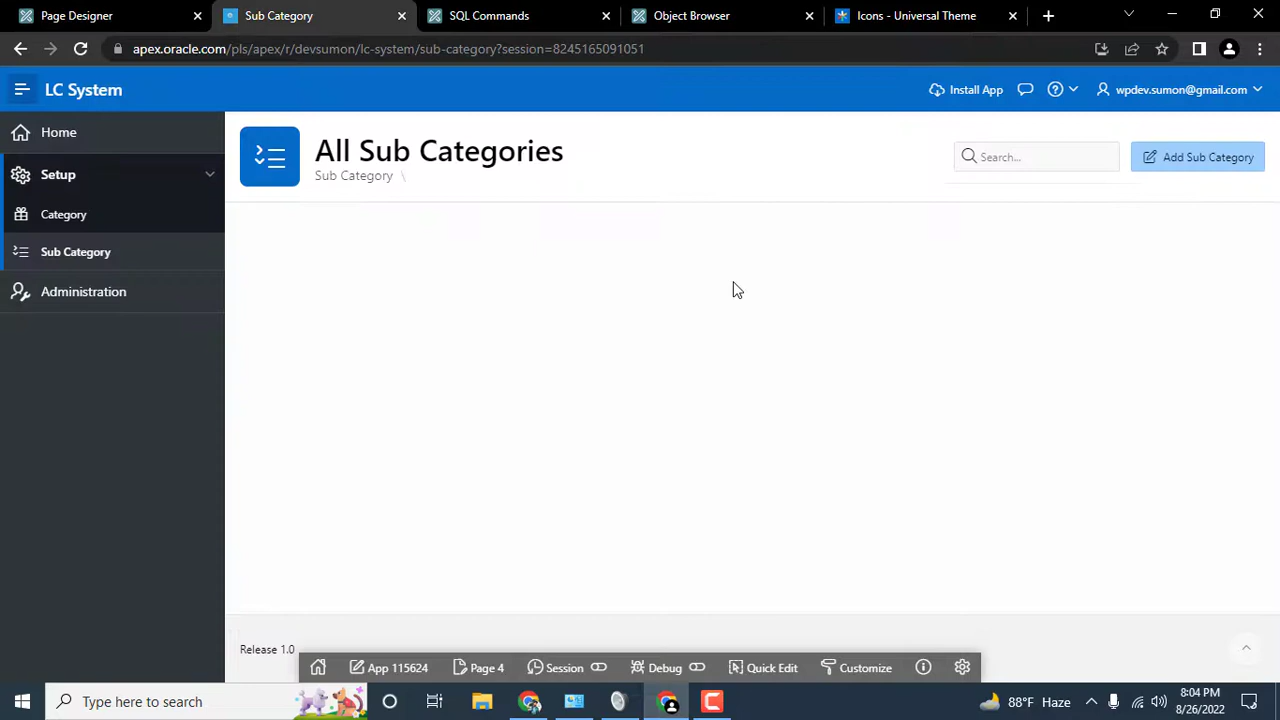 Page Designer
Sub Category
SQL Commands
Object Browser
Icons - Universal Theme
apex.oracle.com/pls/apex/r/devsumon/lc-system/sub-category?session=8245165091051
LC System
Install App
wpdev.sumon@gmail.com
Home
Setup
Category
Sub Category
Administration
All Sub Categories
Sub Category \
Search...
Add Sub Category
Release 1.0
App 115624
Page 4
Session
Debug
Quick Edit
Customize
Type here to search
88°F Haze
8:04 PM
8/26/2022